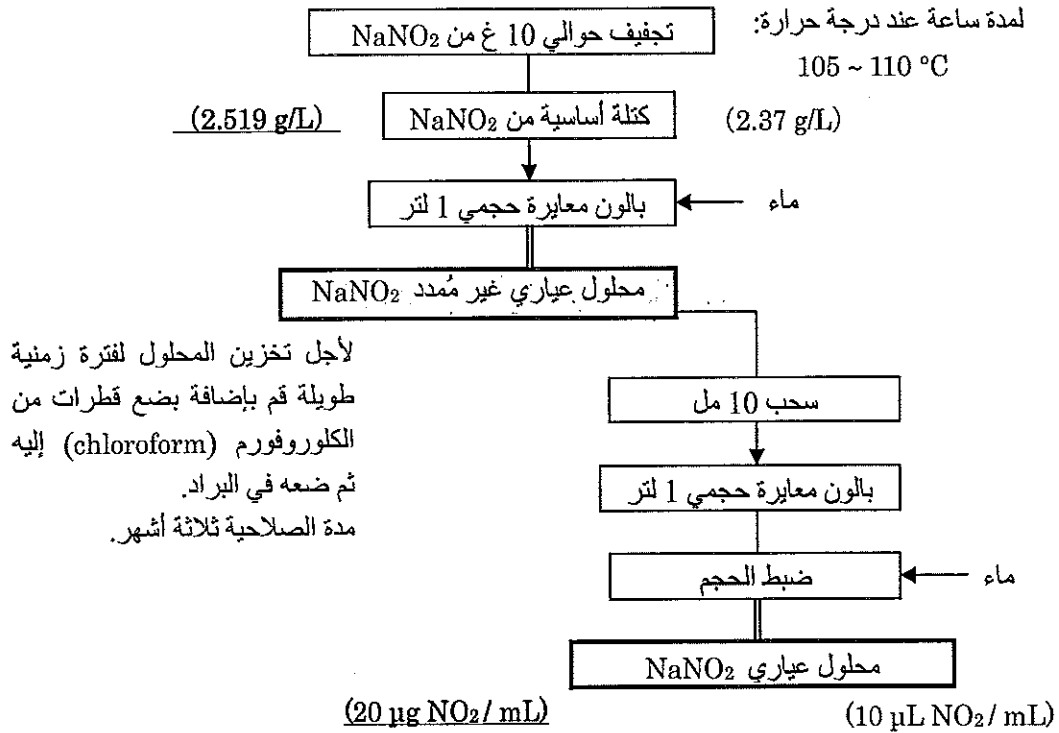 تجفيف حوالي 10 غ من NaNO₂
لمدة ساعة عند درجة حرارة:
105 ~ 110 °C
(2.519 g/L)
كتلة أساسية من NaNO₂
(2.37 g/L)
بالون معايرة حجمي 1 لتر
ماء
محلول عياري غير مُمدد NaNO₂
لأجل تخزين المحلول لفترة زمنية
طويلة قم بإضافة بضع قطرات من
الكلوروفورم (chloroform) إليه
ثم ضعه في البراد.
مدة الصلاحية ثلاثة أشهر.
سحب 10 مل
بالون معايرة حجمي 1 لتر
ضبط الحجم
ماء
محلول عياري NaNO₂
(20 µg NO₂ / mL)
(10 µL NO₂ / mL)